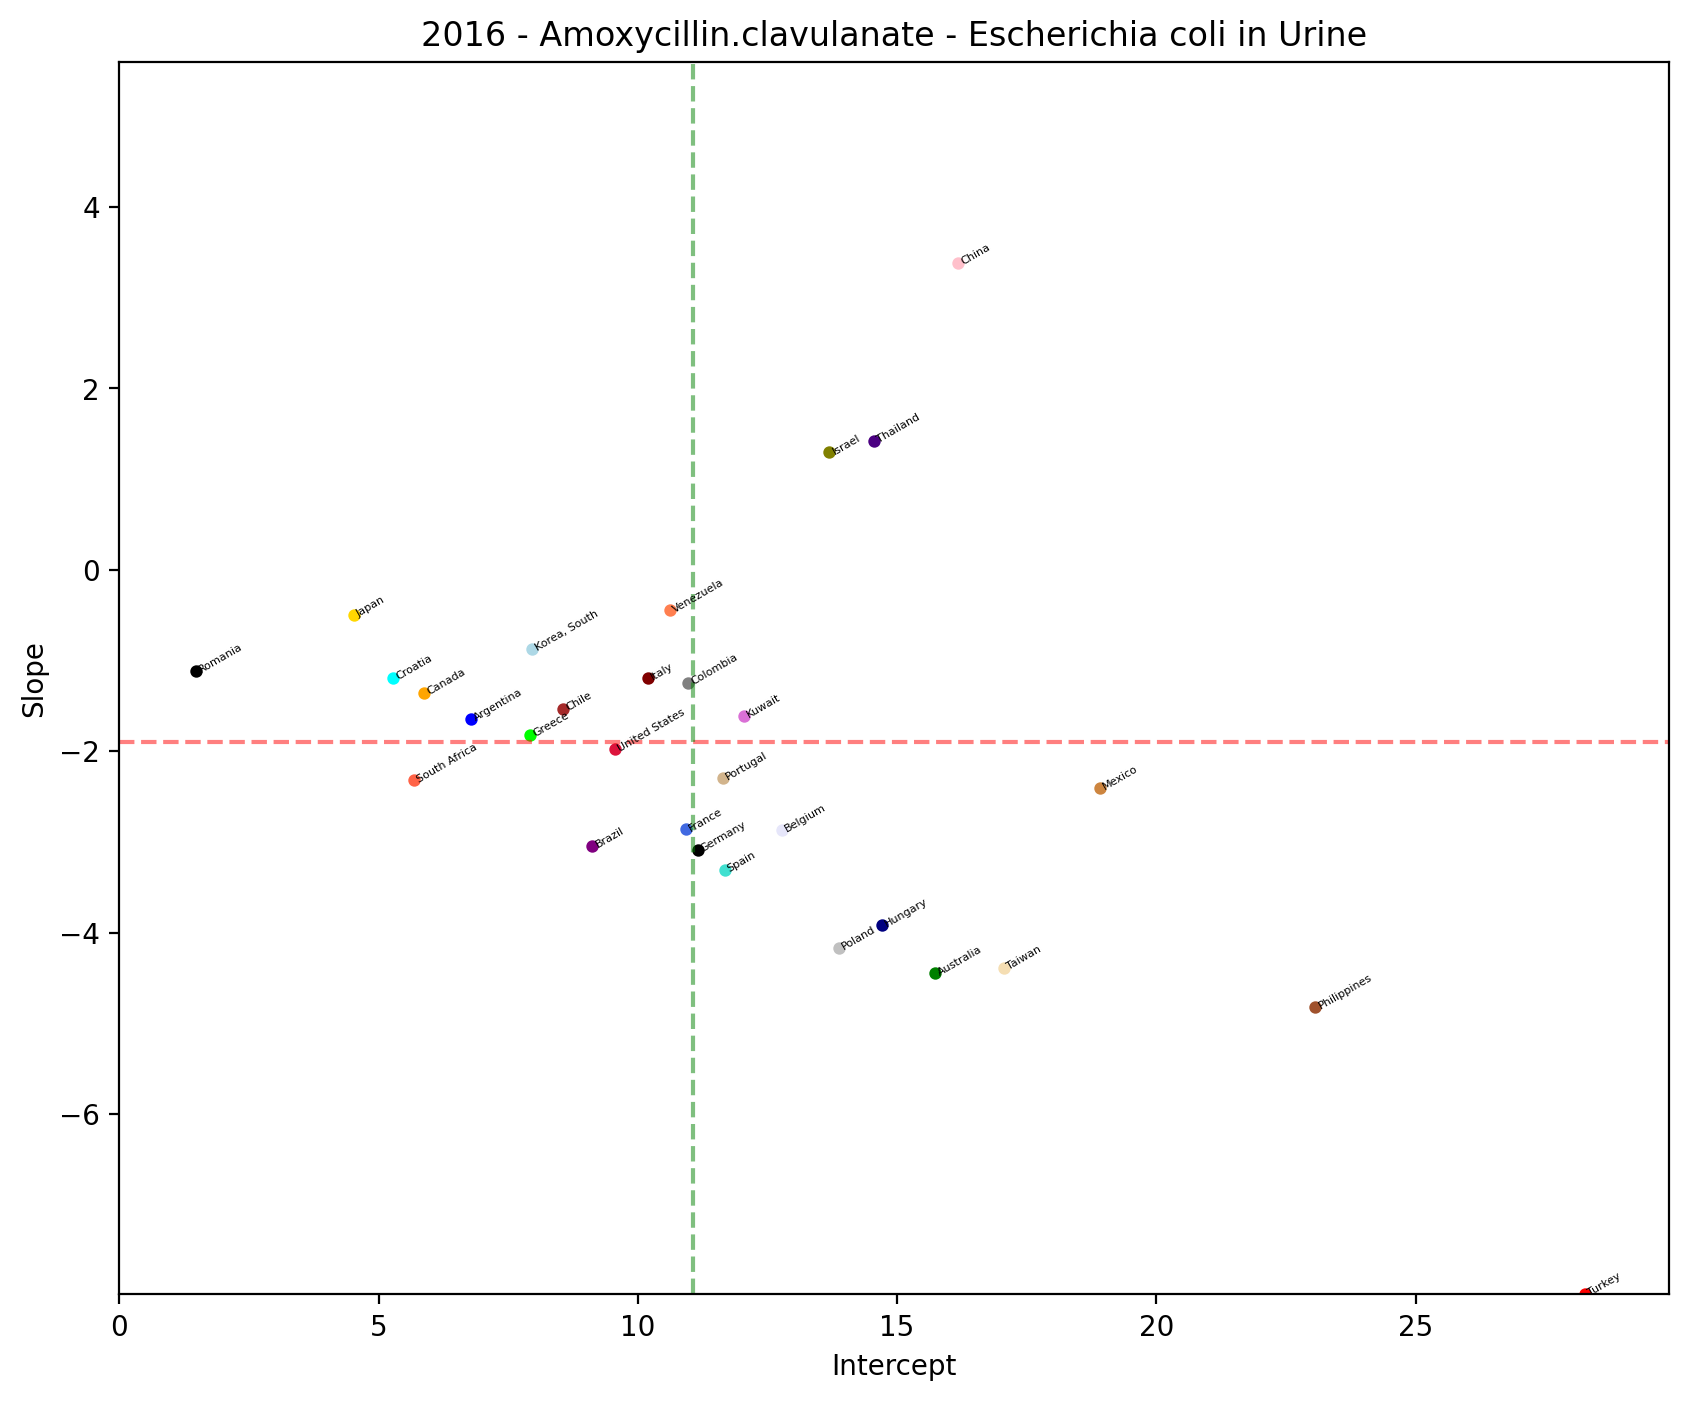 2016 - Amoxycillin.clavulanate - Escherichia coli in Urine
Slope
4
2
0
−2
−4
−6
China
Thailand
Israel
Venezuela
Japan
Korea, South
Romania
Croatia
Italy
Colombia
Canada
Chile
Kuwait
Argentina
Greece
United States
South Africa
Portugal
Mexico
France
Belgium
Brazil
Germany
Spain
Hungary
Poland
Taiwan
Australia
Philippines
Turkey
0
5
10
15
20
25
Intercept